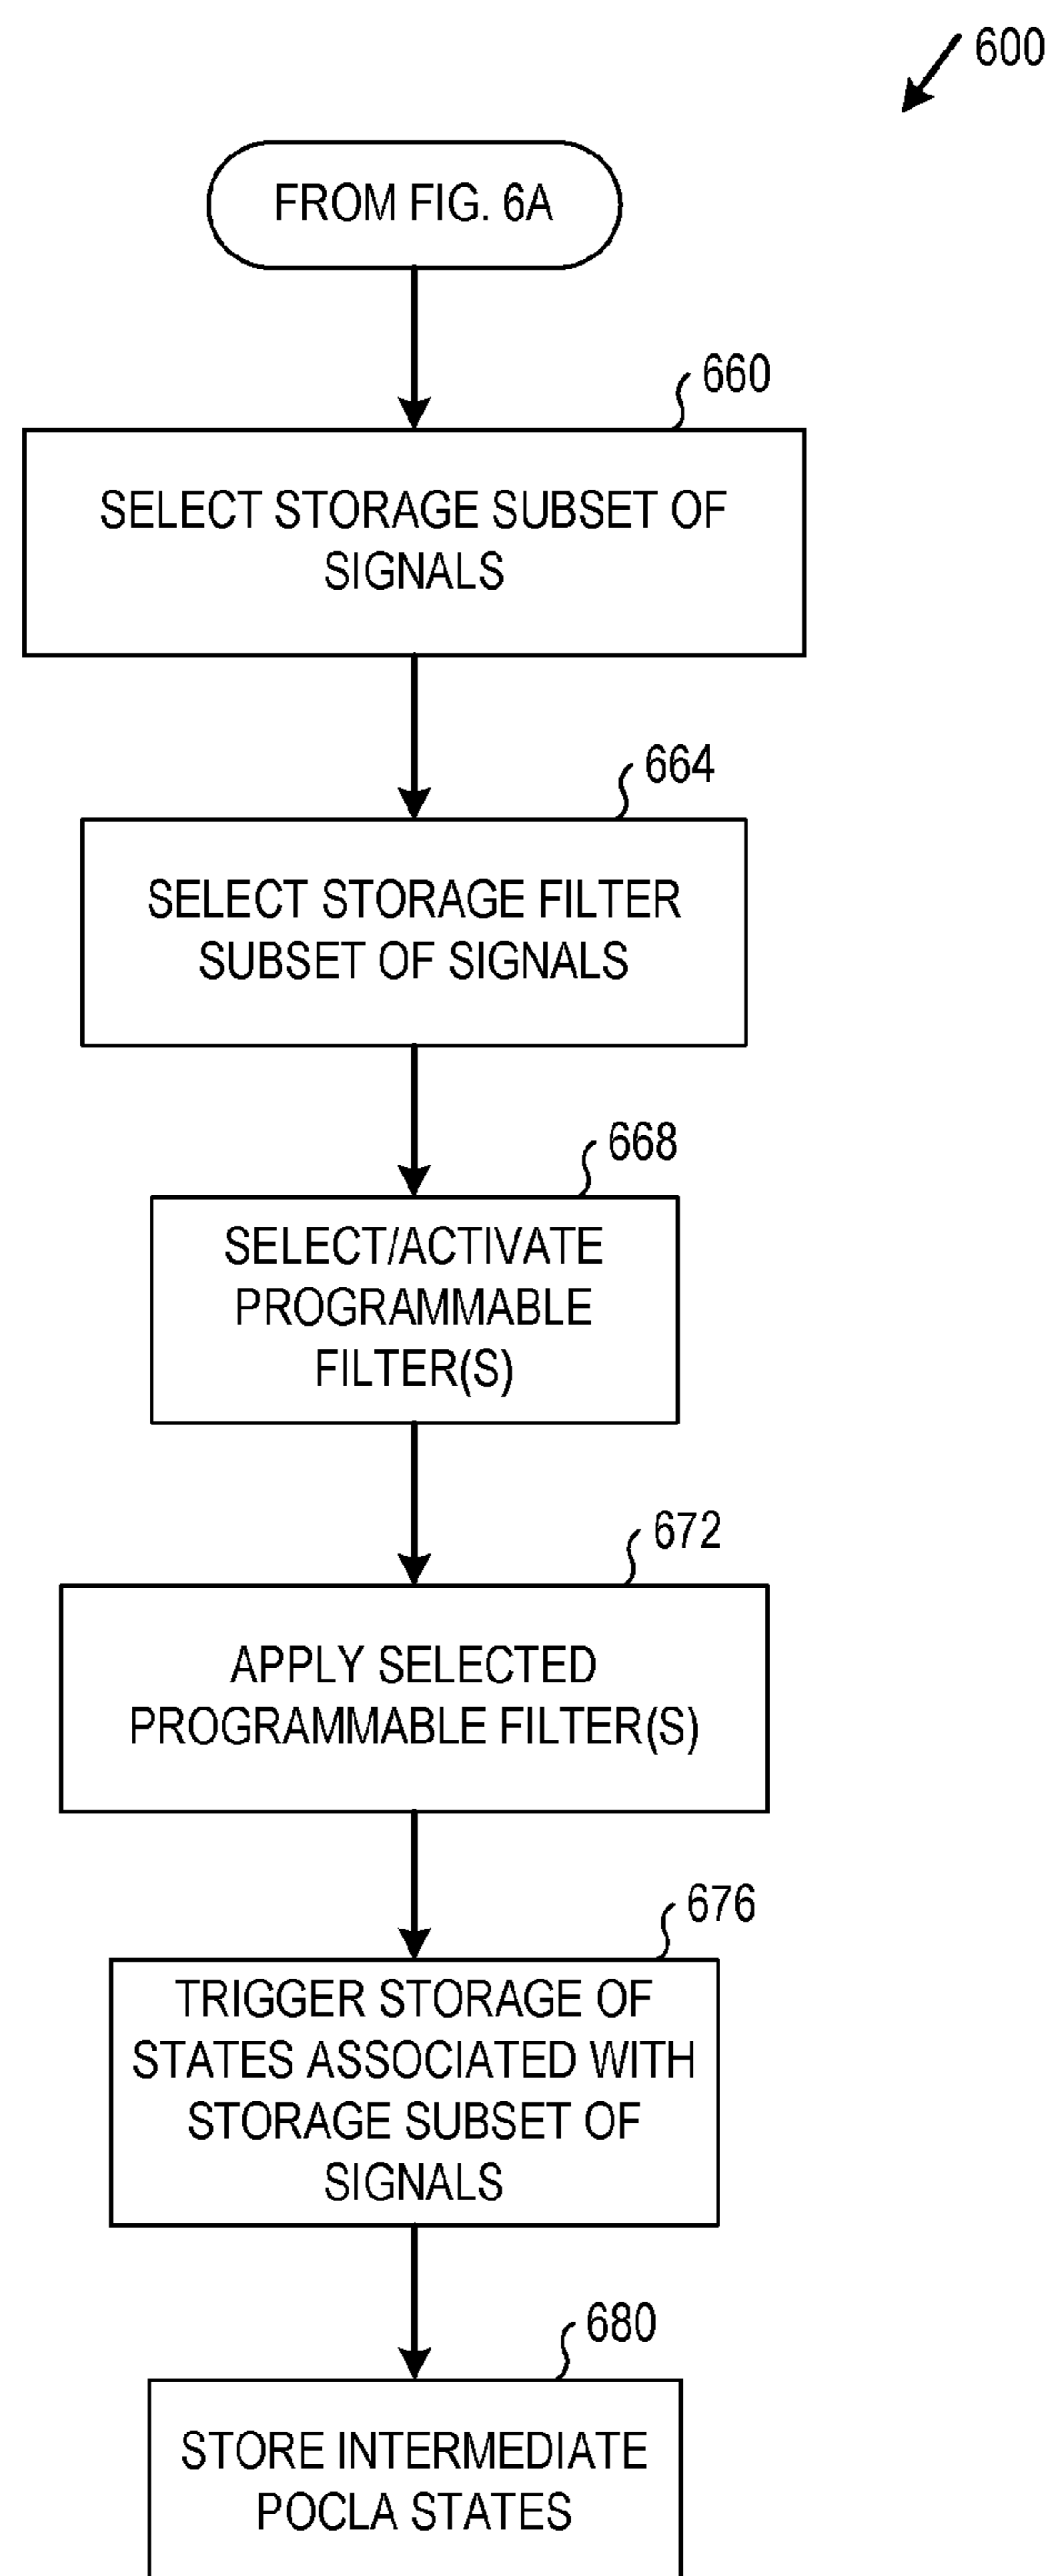 600
FROM FIG. 6A
660
SELECT STORAGE SUBSET OF
SIGNALS
664
SELECT STORAGE FILTER
SUBSET OF SIGNALS
668
SELECT/ACTIVATE
PROGRAMMABLE
FILTER(S)
672
APPLY SELECTED
PROGRAMMABLE FILTER(S)
676
TRIGGER STORAGE OF
STATES ASSOCIATED WITH
STORAGE SUBSET OF
SIGNALS
680
STORE INTERMEDIATE
POCLA STATES